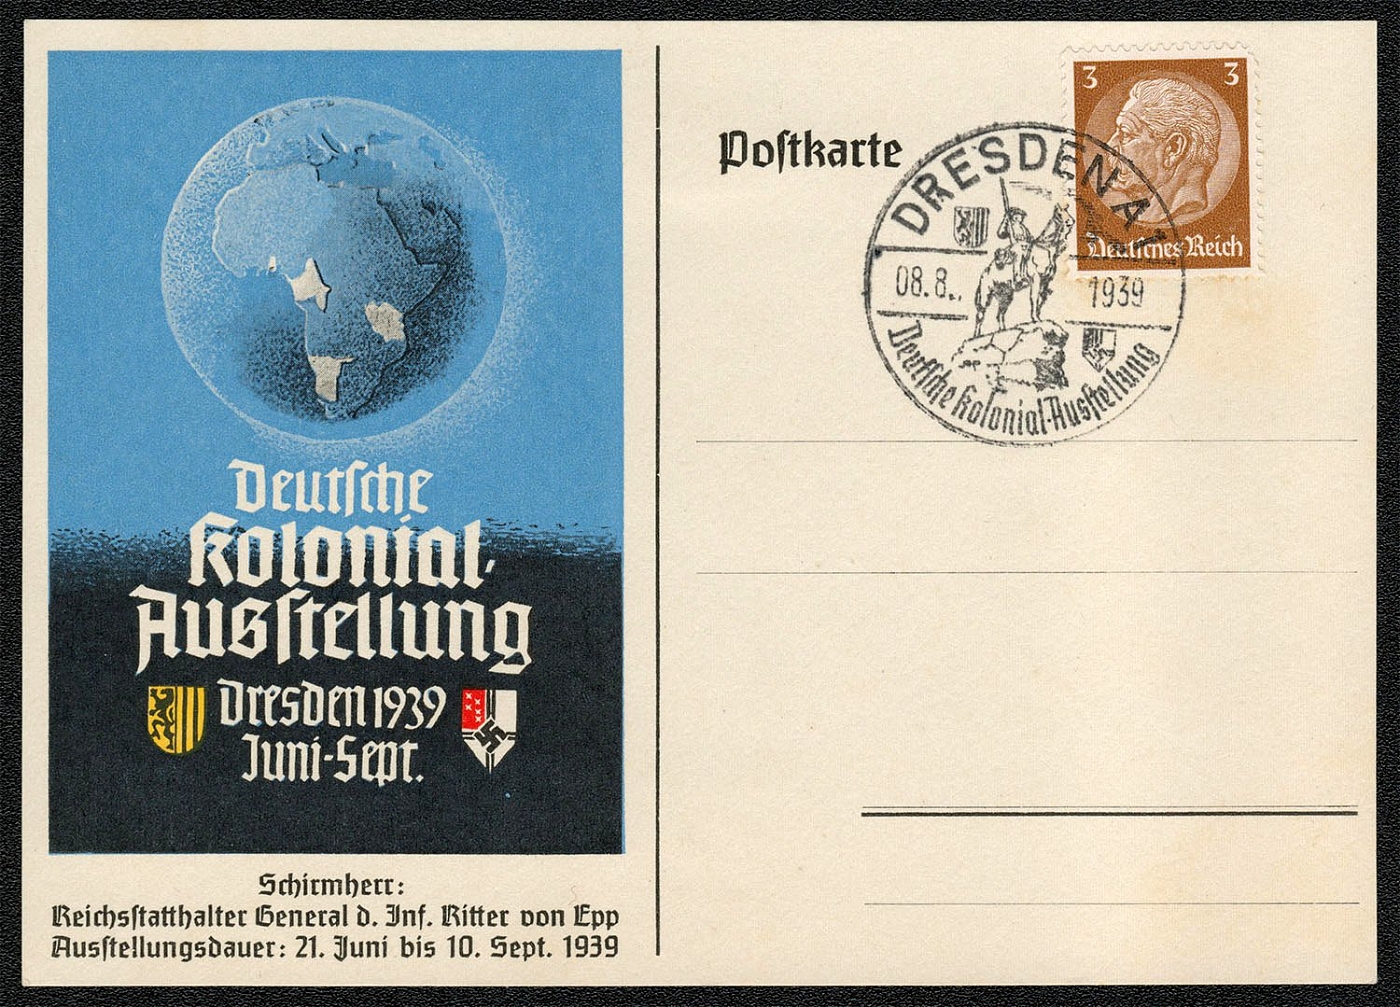 Deutsche
Kolonial-
Ausstellung
Dresden 1939
Juni-Sept.
Schirmherr:
Reichsstatthalter General d. Inf. Ritter von Epp
Ausstellungsdauer: 21. Juni bis 10. Sept. 1939
Postkarte
3 3
Deutsches Reich
DRESDEN A
08.8.
1939
Deutsche Kolonial-Ausstellung